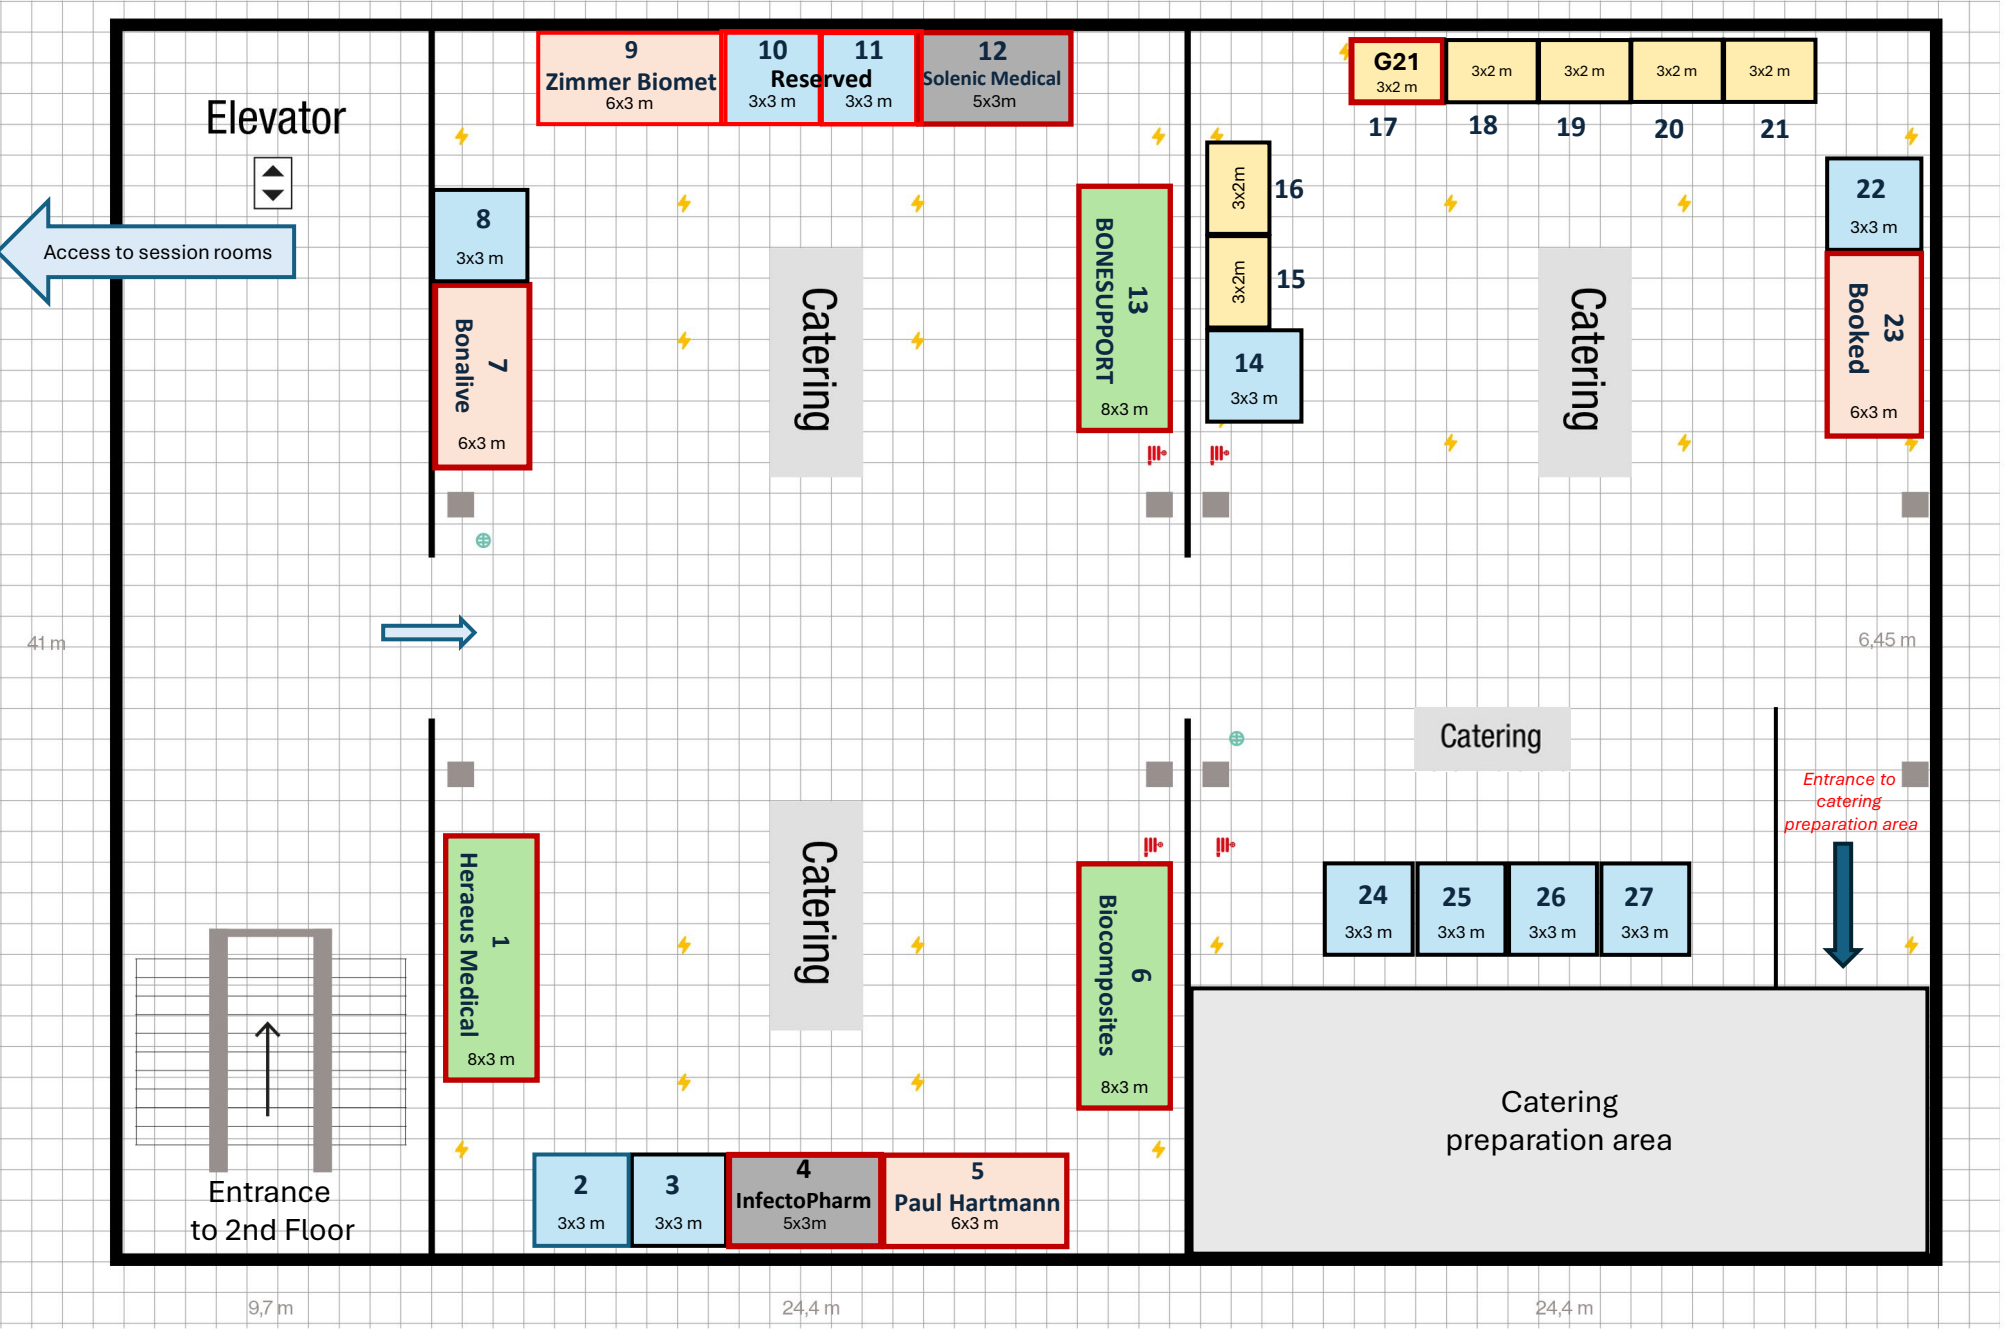 9
Zimmer Biomet
6x3 m
10
11
Reserved
3x3 m
3x3 m
12
Solenic Medical
5x3m
G21
3x2 m
3x2 m
3x2 m
3x2 m
3x2 m
17
18
19
20
21
Elevator
Access to session rooms
8
3x3 m
7
Bonalive
6x3 m
Catering
13
BONESUPPORT
8x3 m
3x2m
16
3x2m
15
14
3x3 m
Catering
22
3x3 m
23
Booked
6x3 m
41 m
6,45 m
Catering
Entrance to
catering
preparation area
1
Heraeus Medical
8x3 m
Catering
6
Biocomposites
8x3 m
24
3x3 m
25
3x3 m
26
3x3 m
27
3x3 m
Catering
preparation area
Entrance
to 2nd Floor
2
3x3 m
3
3x3 m
4
InfectoPharm
5x3m
5
Paul Hartmann
6x3 m
9,7 m
24,4 m
24,4 m